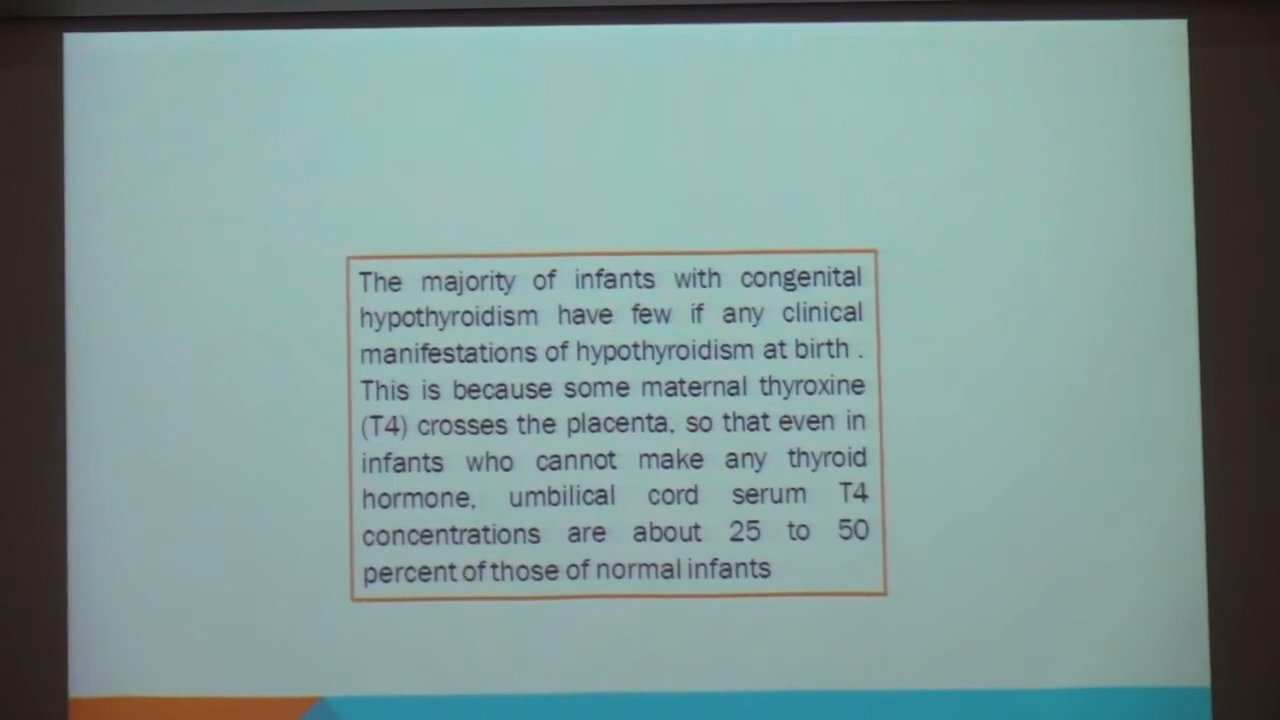 The majority of infants with congenital
hypothyroidism have few if any clinical
manifestations of hypothyroidism at birth .
This is because some maternal thyroxine
(T4) crosses the placenta, so that even in
infants who cannot make any thyroid
hormone, umbilical cord serum T4
concentrations are about 25 to 50
percent of those of normal infants